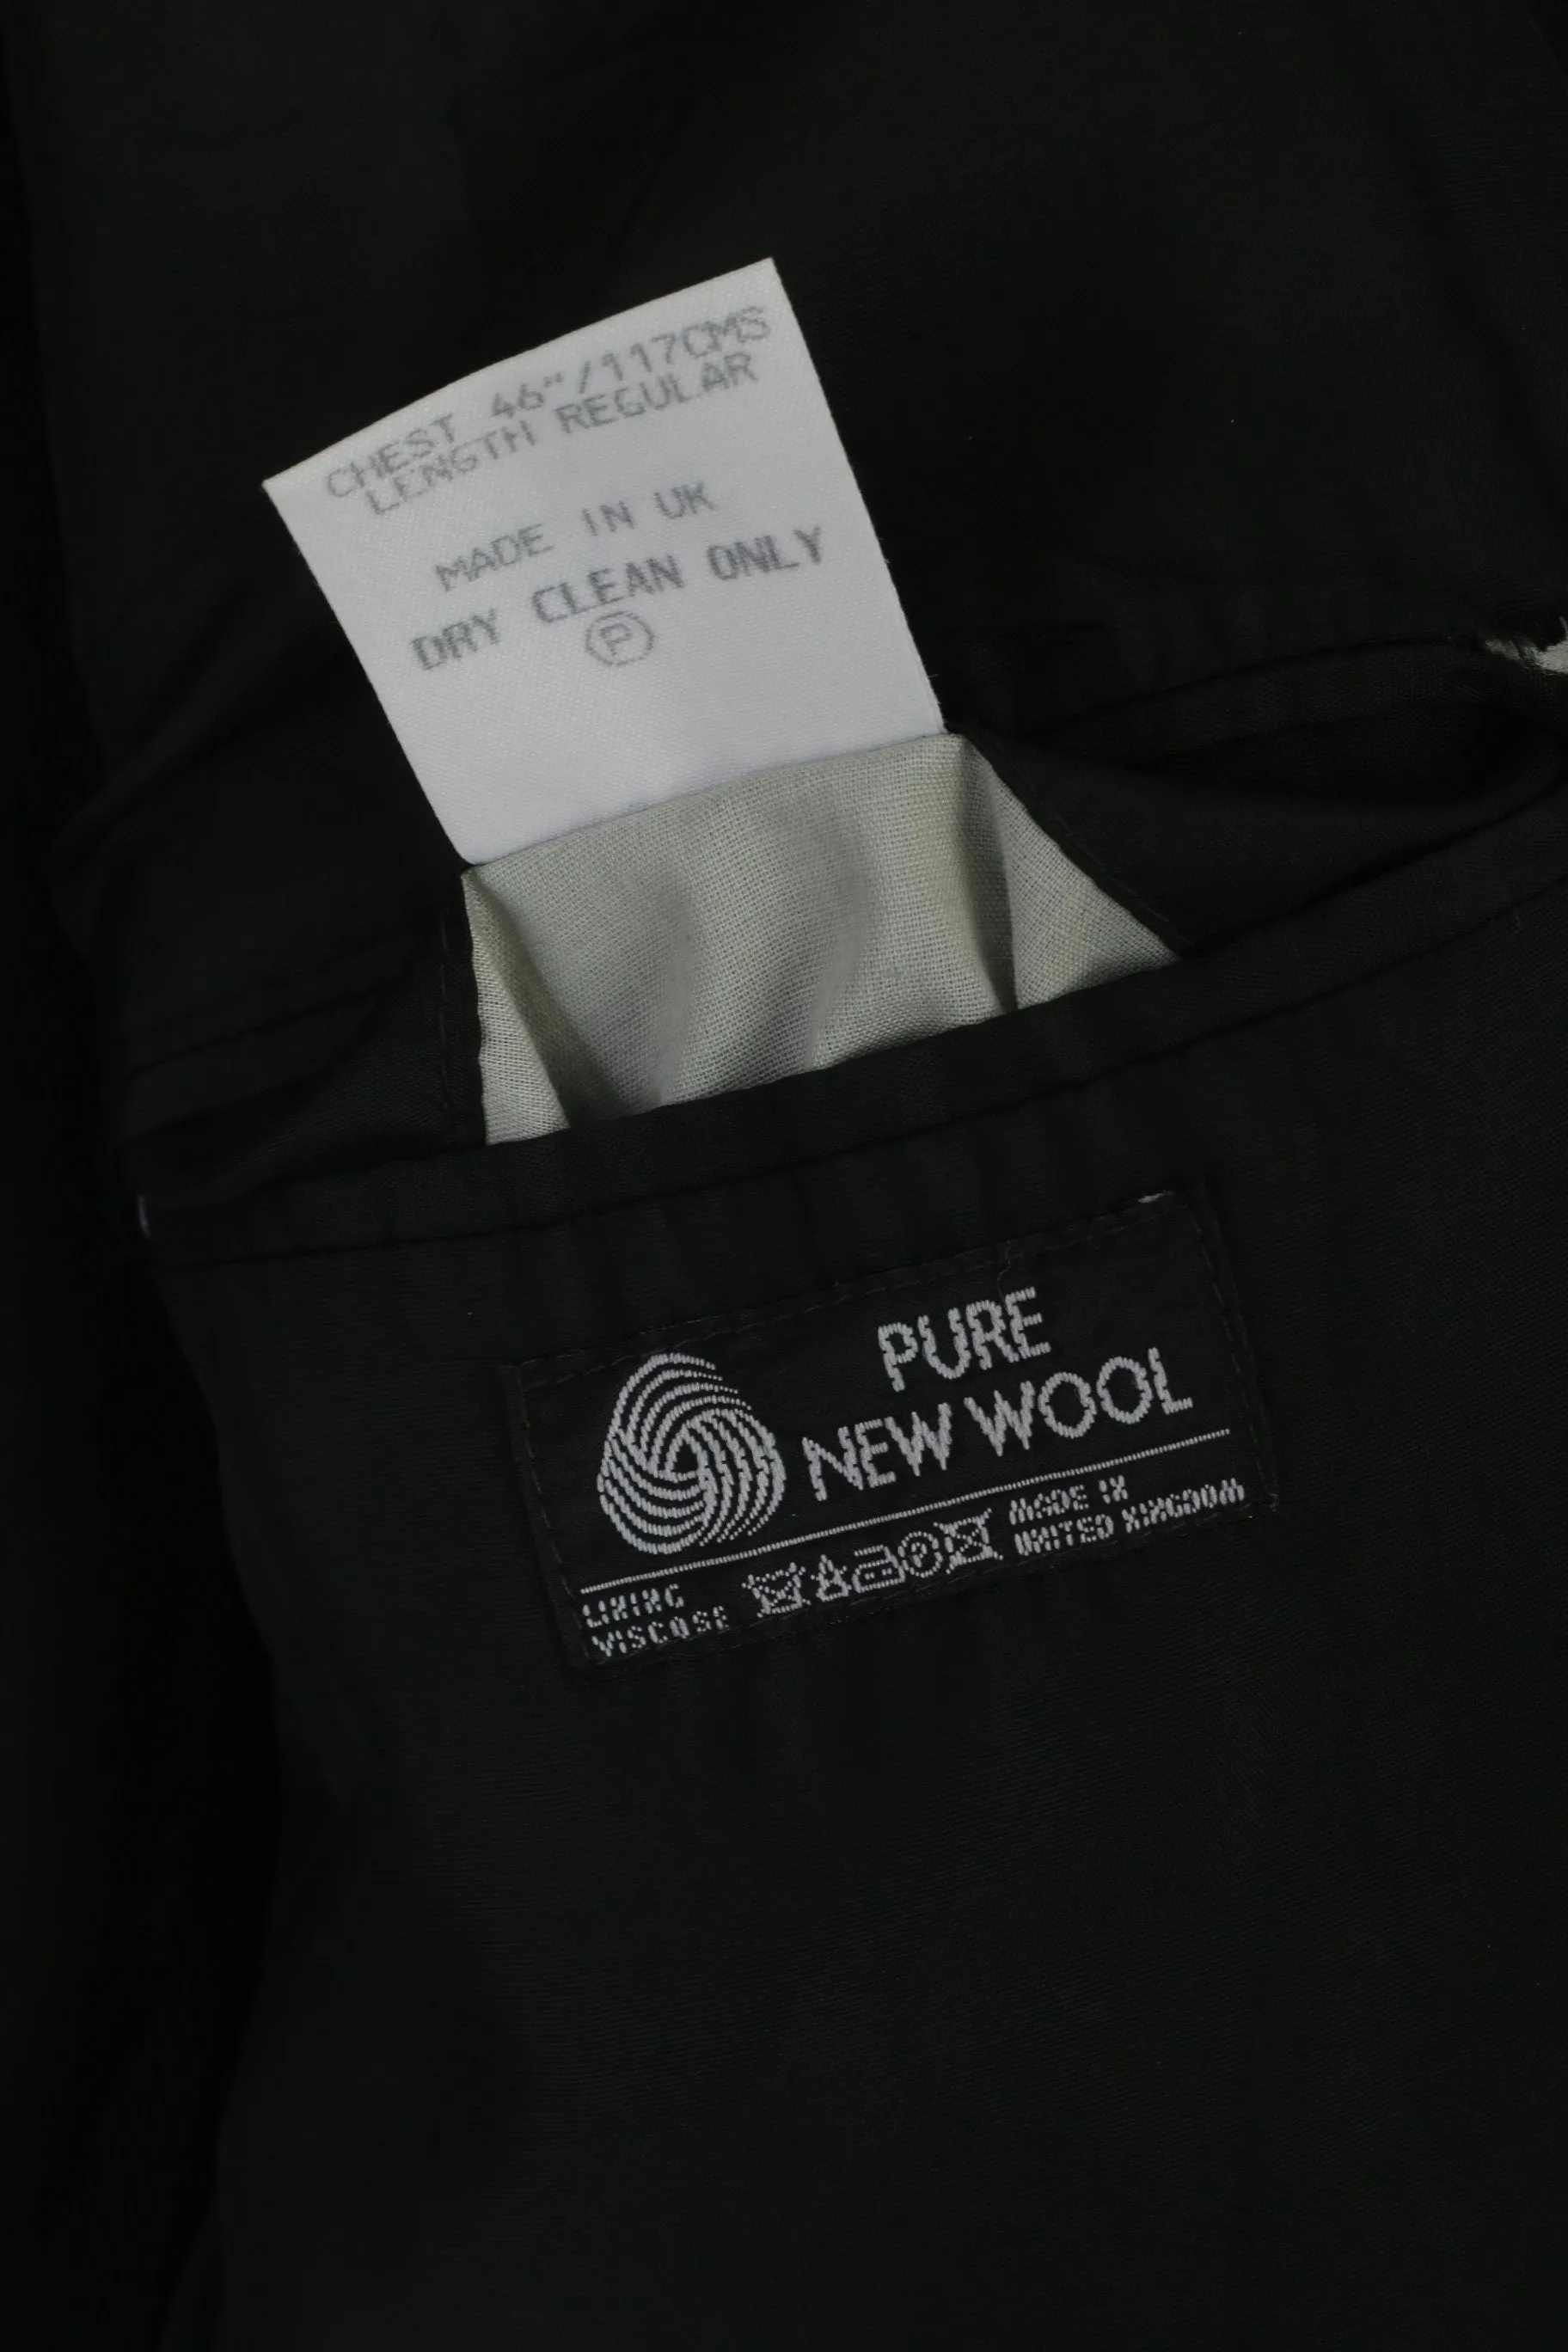 CHEST 46"/117CMS
LENGTH REGULAR
MADE IN UK
DRY CLEAN ONLY
P
PURE
NEW WOOL
LINING
VISCOSE
P
MADE IN
UNITED KINGDOM